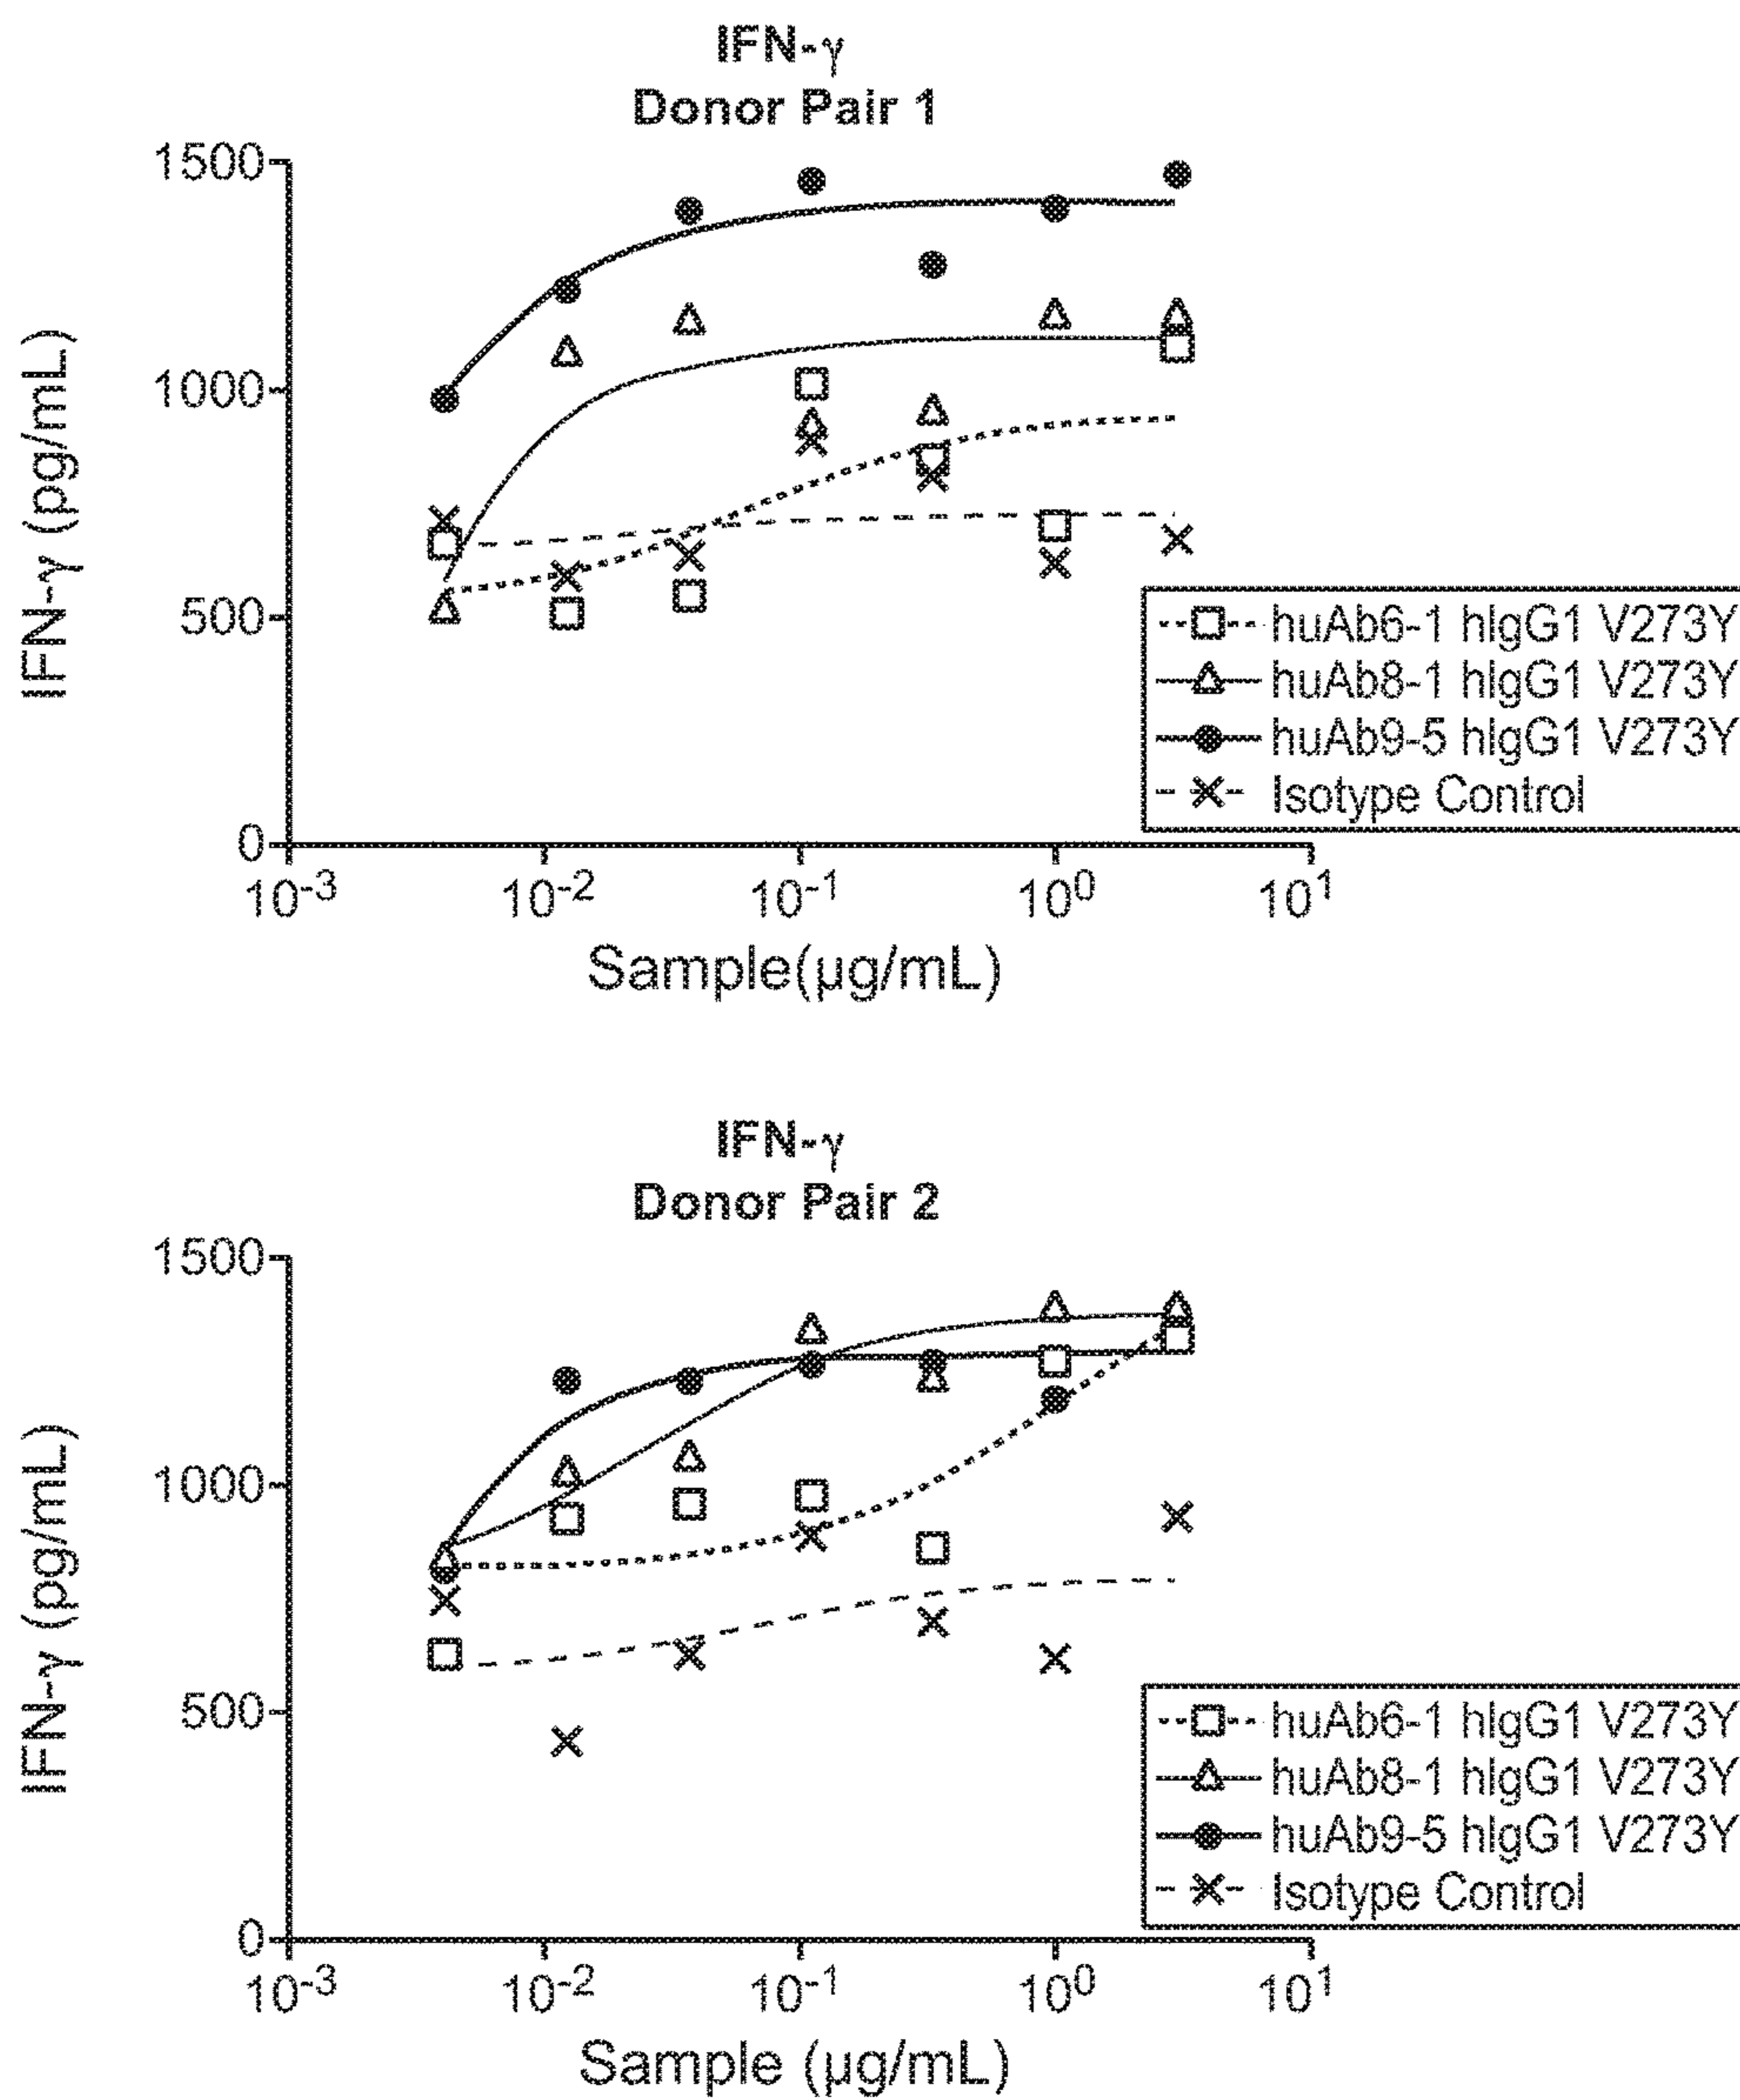 IFN-γ
Donor Pair 1
1500
1000
500
0
IFN-γ (pg/mL)
10-3 10-2 10-1 100 101
Sample(µg/mL)
huAb6-1 hIgG1 V273Y
huAb8-1 hIgG1 V273Y
huAb9-5 hIgG1 V273Y
Isotype Control
IFN-γ
Donor Pair 2
1500
1000
500
0
IFN-γ (pg/mL)
10-3 10-2 10-1 100 101
Sample (µg/mL)
huAb6-1 hIgG1 V273Y
huAb8-1 hIgG1 V273Y
huAb9-5 hIgG1 V273Y
Isotype Control